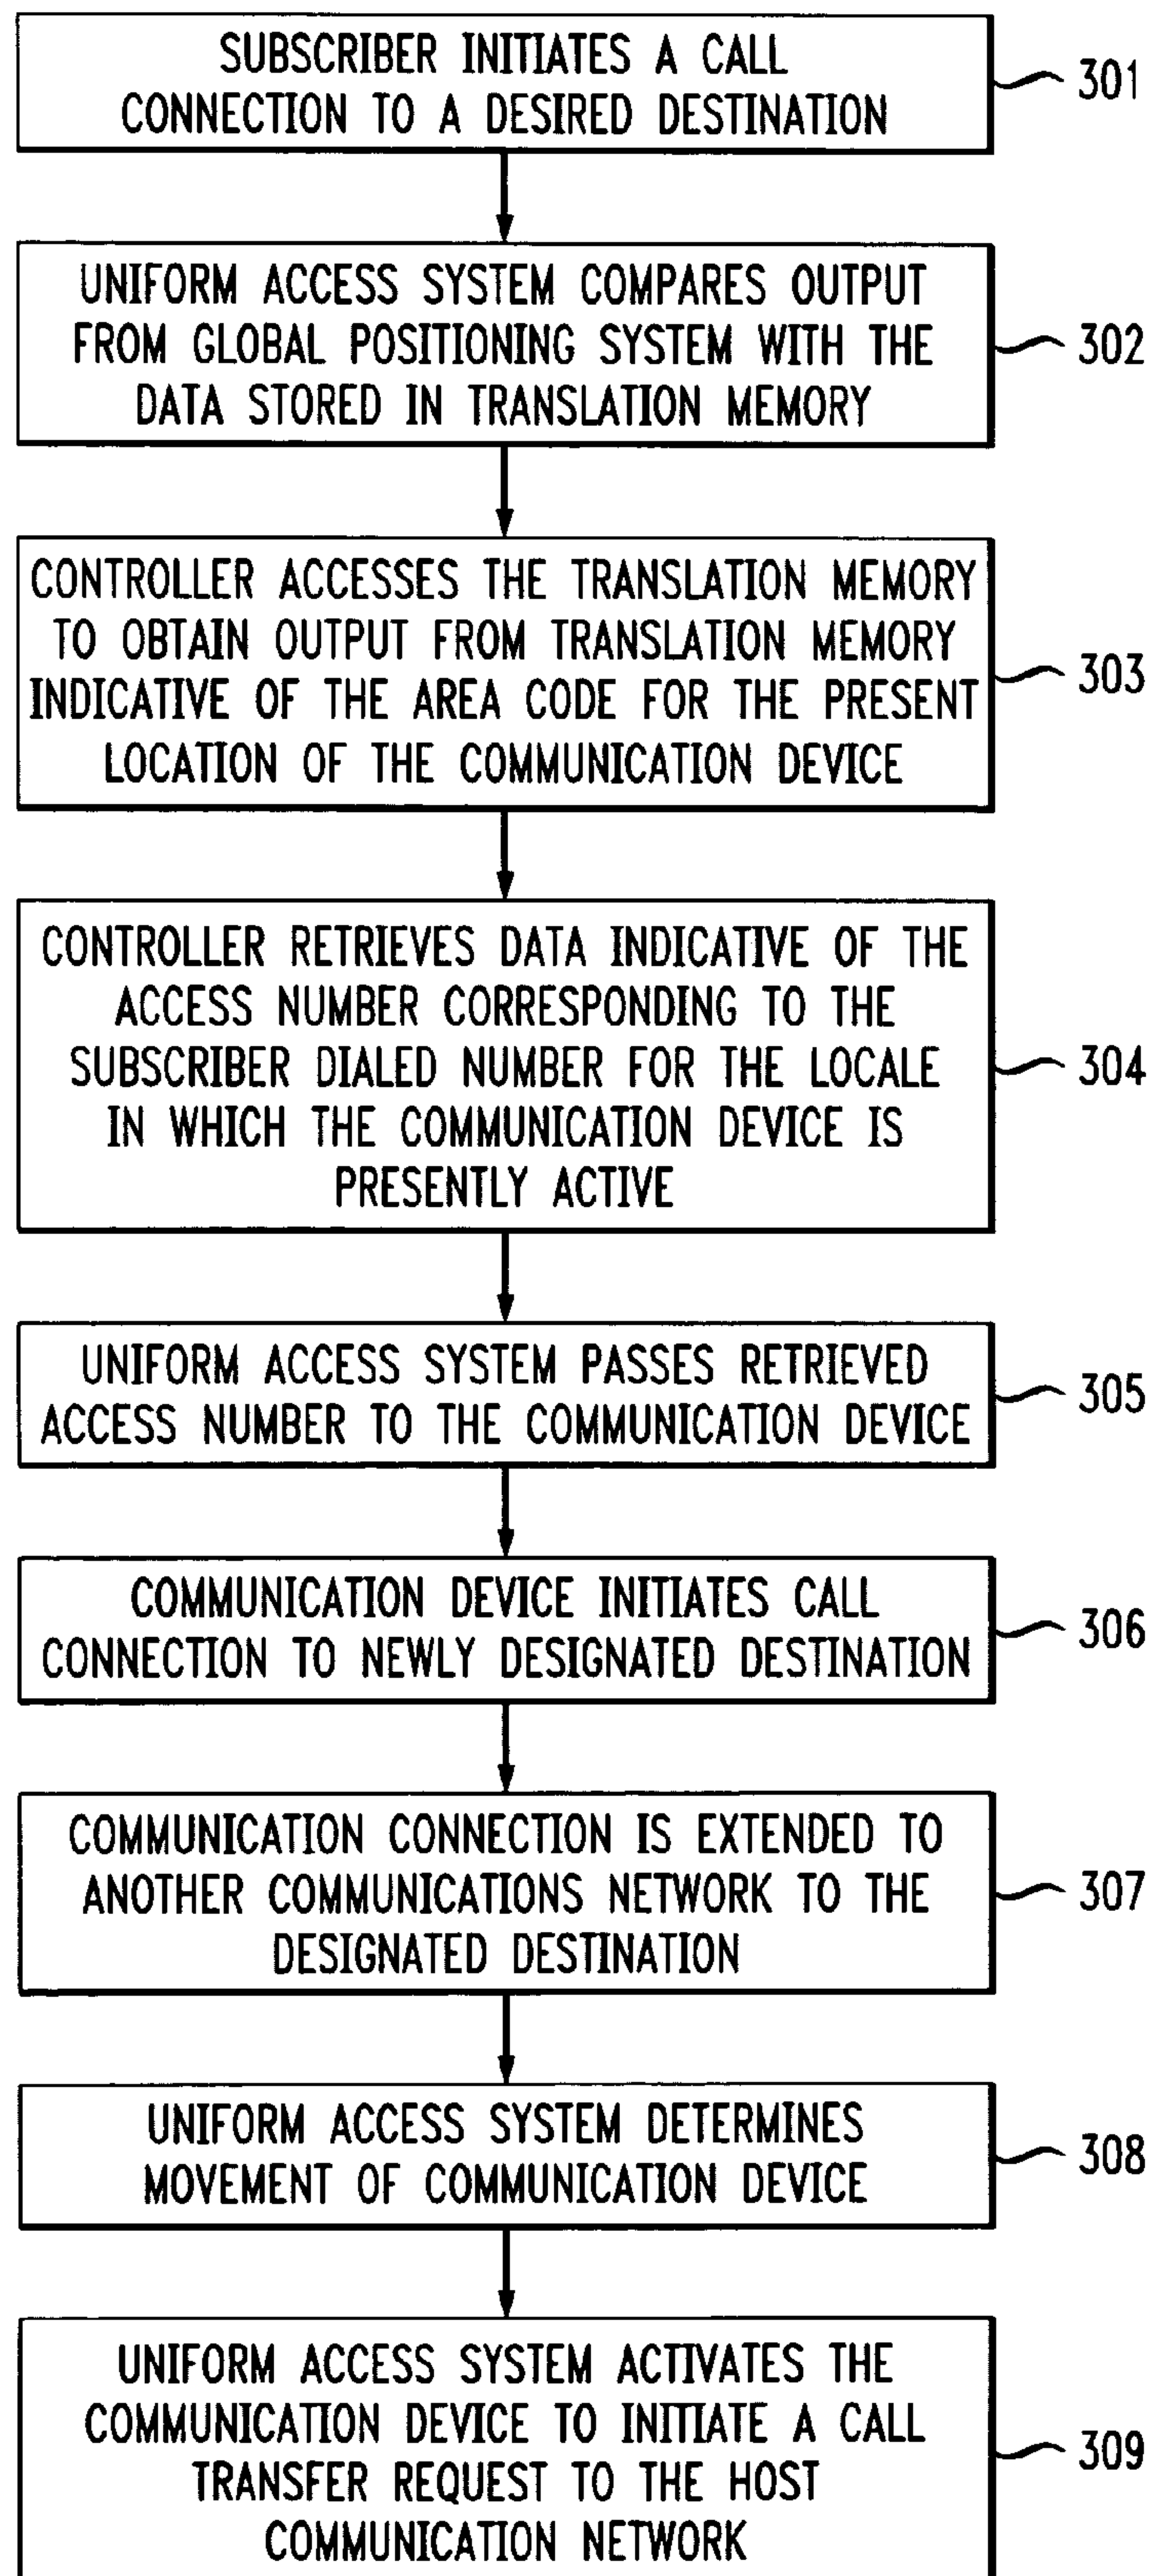 SUBSCRIBER INITIATES A CALL
CONNECTION TO A DESIRED DESTINATION
301
UNIFORM ACCESS SYSTEM COMPARES OUTPUT
FROM GLOBAL POSITIONING SYSTEM WITH THE
DATA STORED IN TRANSLATION MEMORY
302
CONTROLLER ACCESSES THE TRANSLATION MEMORY
TO OBTAIN OUTPUT FROM TRANSLATION MEMORY
INDICATIVE OF THE AREA CODE FOR THE PRESENT
LOCATION OF THE COMMUNICATION DEVICE
303
CONTROLLER RETRIEVES DATA INDICATIVE OF THE
ACCESS NUMBER CORRESPONDING TO THE
SUBSCRIBER DIALED NUMBER FOR THE LOCALE
IN WHICH THE COMMUNICATION DEVICE IS
PRESENTLY ACTIVE
304
UNIFORM ACCESS SYSTEM PASSES RETRIEVED
ACCESS NUMBER TO THE COMMUNICATION DEVICE
305
COMMUNICATION DEVICE INITIATES CALL
CONNECTION TO NEWLY DESIGNATED DESTINATION
306
COMMUNICATION CONNECTION IS EXTENDED TO
ANOTHER COMMUNICATIONS NETWORK TO THE
DESIGNATED DESTINATION
307
UNIFORM ACCESS SYSTEM DETERMINES
MOVEMENT OF COMMUNICATION DEVICE
308
UNIFORM ACCESS SYSTEM ACTIVATES THE
COMMUNICATION DEVICE TO INITIATE A CALL
TRANSFER REQUEST TO THE HOST
COMMUNICATION NETWORK
309